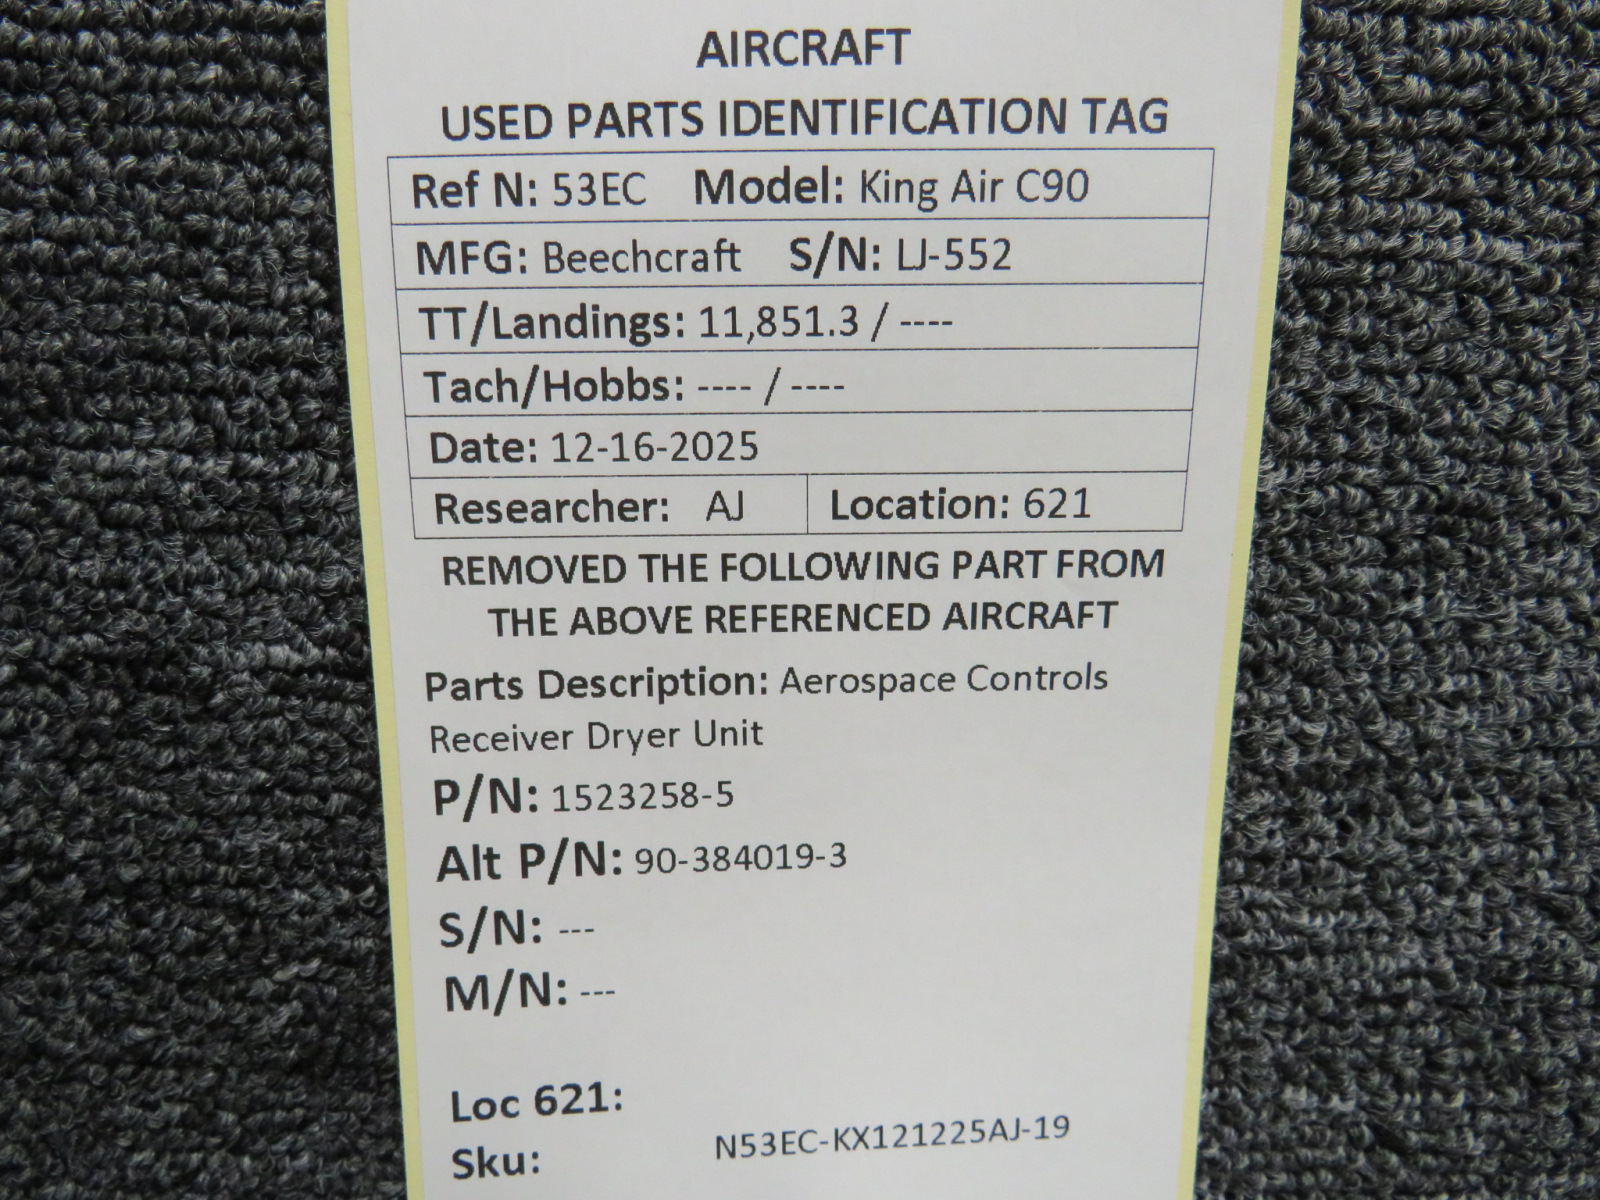 AIRCRAFT
USED PARTS IDENTIFICATION TAG
Ref N: 53EC Model: King Air C90
MFG: Beechcraft S/N: LJ-552
TT/Landings: 11,851.3 / ----
Tach/Hobbs: ---- / ----
Date: 12-16-2025
Researcher: AJ Location: 621
REMOVED THE FOLLOWING PART FROM
THE ABOVE REFERENCED AIRCRAFT
Parts Description: Aerospace Controls
Receiver Dryer Unit
P/N: 1523258-5
Alt P/N: 90-384019-3
S/N: ---
M/N: ---
Loc 621:
Sku: N53EC-KX121225AJ-19